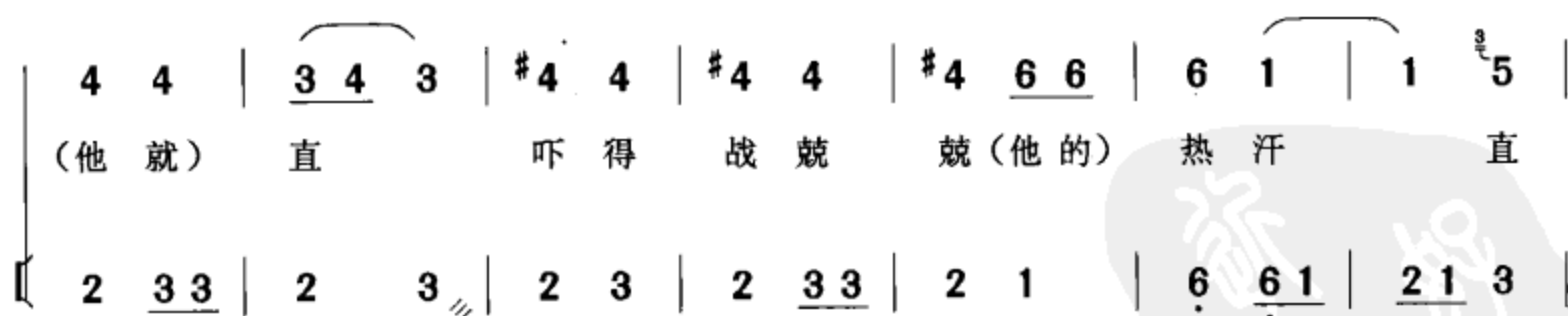 4 4 | 3 4 3 | #4 4 | #4 4 | #4 6 6 | 6 1 | 1 3 5 |
(他 就) 直 吓 得 战 兢 兢(他 的) 热 汗 直
2 3 3 | 2 3 | 2 3 | 2 3 3 | 2 1 | 6 6 1 | 2 1 3